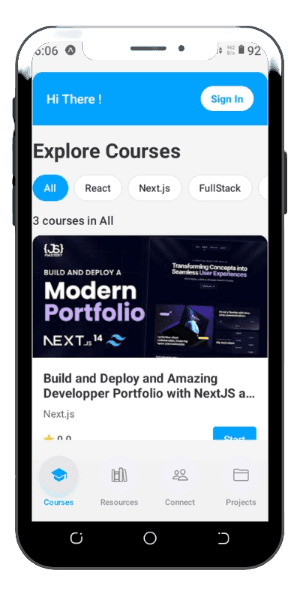 6:06
92
Hi There !
Sign In
Explore Courses
All
React
Next.js
FullStack
3 courses in All
{JS}
MASTERY
BUILD AND DEPLOY A
Modern
Portfolio
NEXT.JS 14
Transforming Concepts into
Seamless User Experiences
Build and Deploy and Amazing
Developper Portfolio with NextJS a...
Next.js
0.0
Start
Courses
Resources
Connect
Projects